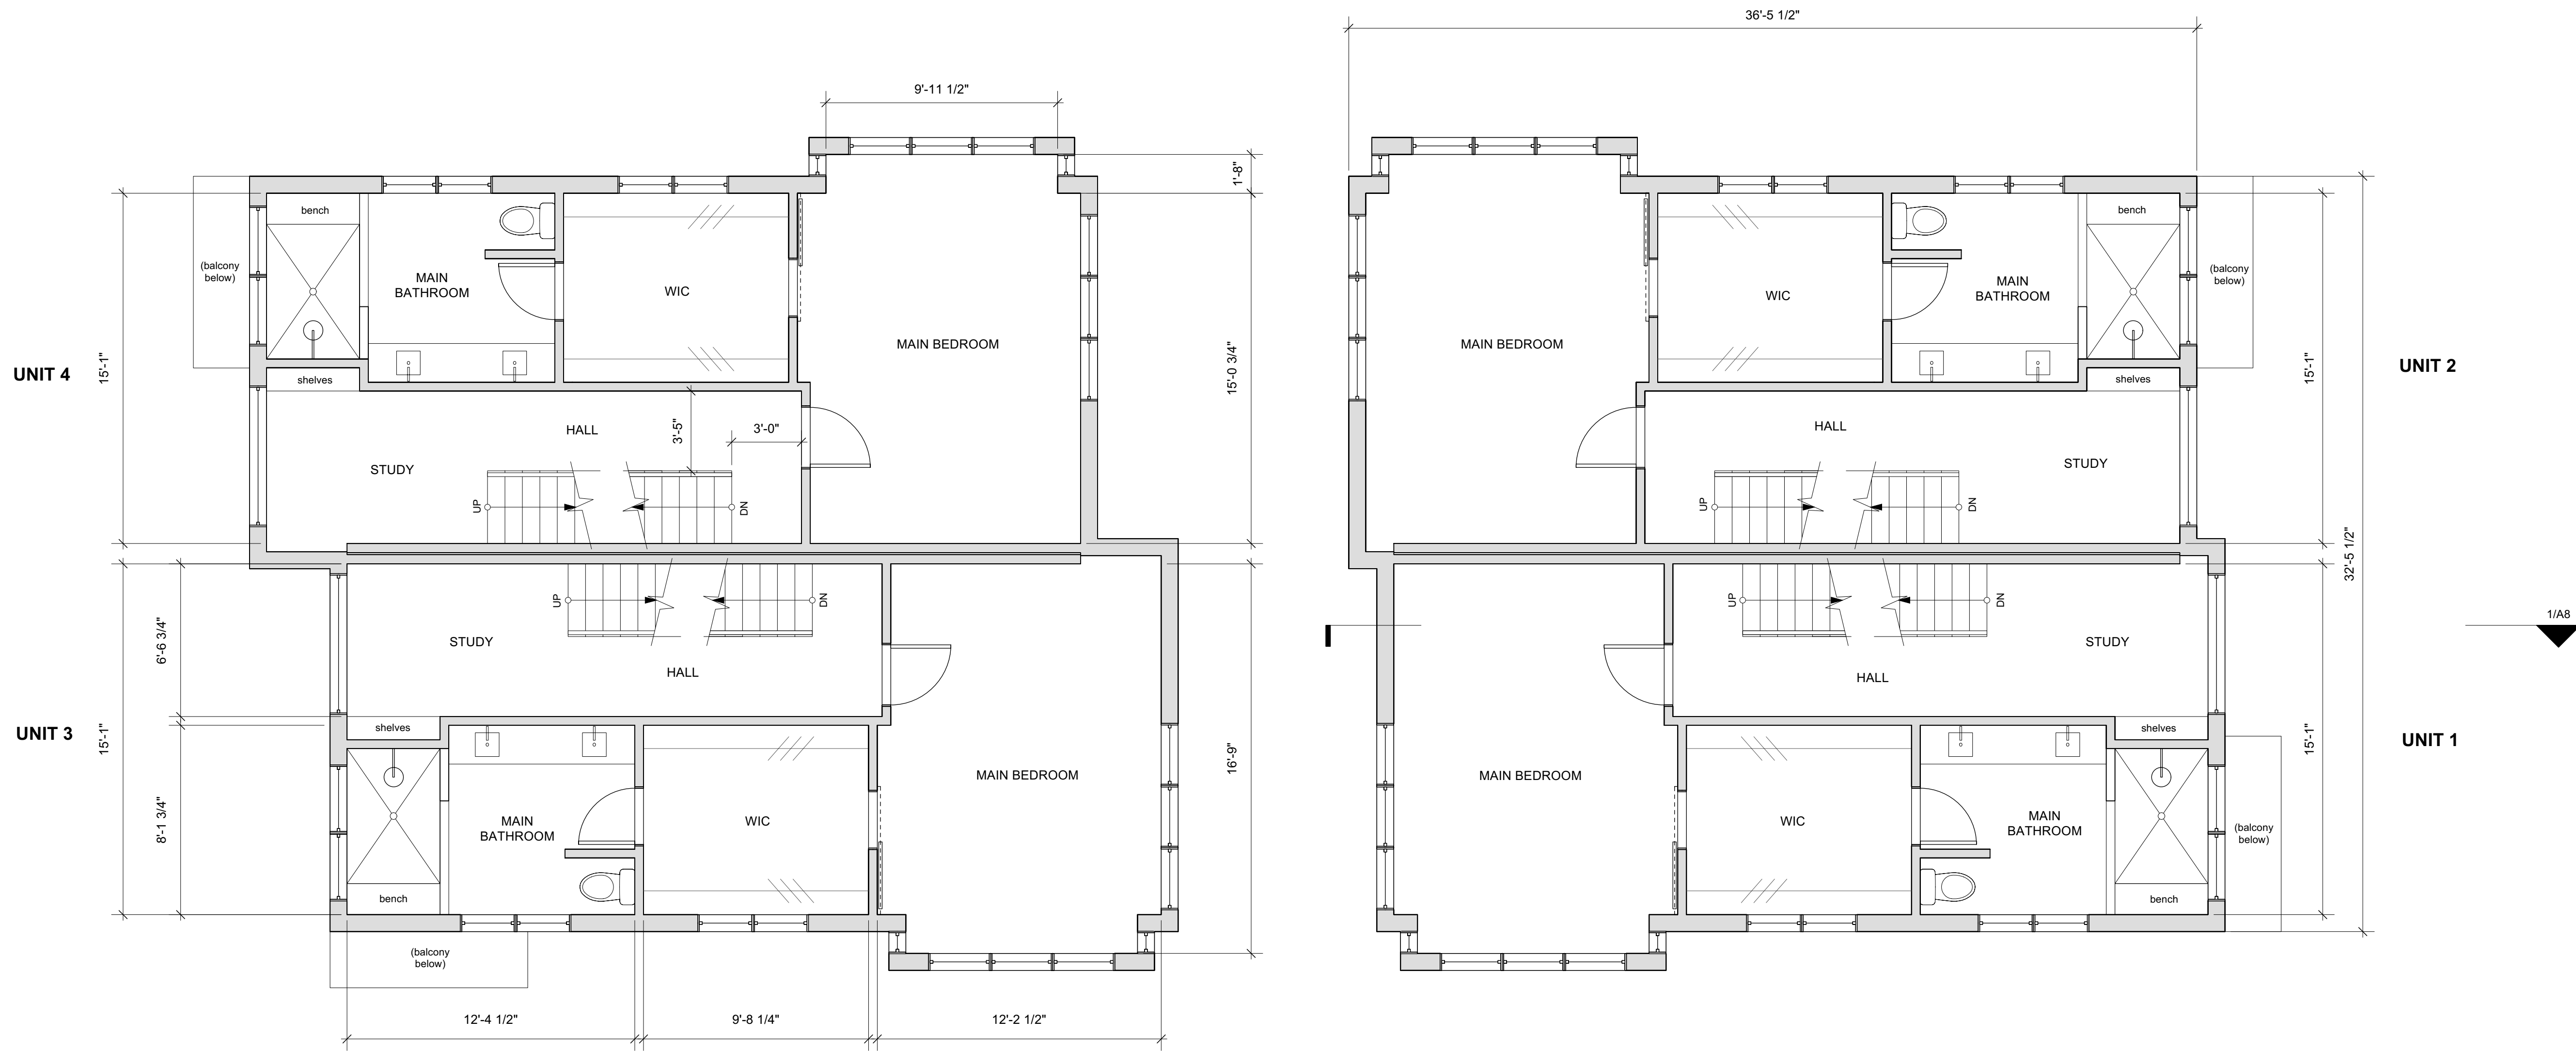 36'-5 1/2"
9'-11 1/2"
1'-8"
bench
(balcony
below)
MAIN
BATHROOM
WIC
MAIN BEDROOM
UNIT 4
15'-1"
shelves
HALL
3'-5"
3'-0"
STUDY
UP
DN
15'-0 3/4"
MAIN BEDROOM
WIC
MAIN
BATHROOM
bench
(balcony
below)
shelves
HALL
STUDY
UP
DN
15'-1"
UNIT 2
32'-5 1/2"
UP
DN
STUDY
HALL
6'-6 3/4"
UNIT 3
15'-1"
shelves
8'-1 3/4"
MAIN
BATHROOM
WIC
MAIN BEDROOM
bench
(balcony
below)
16'-9"
12'-4 1/2"
9'-8 1/4"
12'-2 1/2"
UP
DN
STUDY
HALL
1/A8
shelves
MAIN BEDROOM
WIC
MAIN
BATHROOM
bench
(balcony
below)
15'-1"
UNIT 1